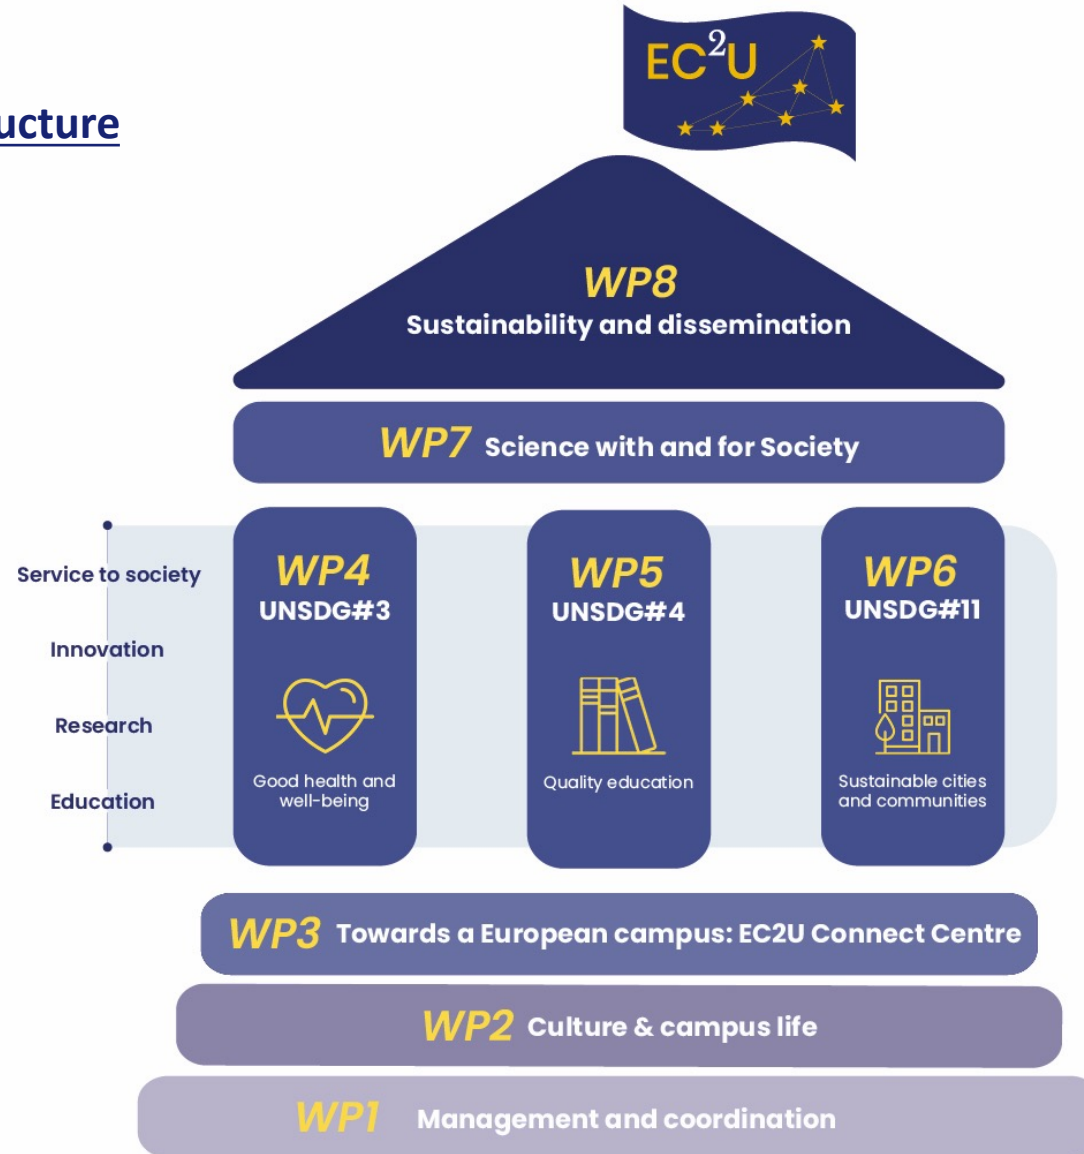 ucture
EC²U
WP8
Sustainability and dissemination
WP7 Science with and for Society
Service to society
Innovation
Research
Education
WP4
UNSDG#3
Good health and
well-being
WP5
UNSDG#4
Quality education
WP6
UNSDG#11
Sustainable cities
and communities
WP3 Towards a European campus: EC2U Connect Centre
WP2 Culture & campus life
WP1 Management and coordination